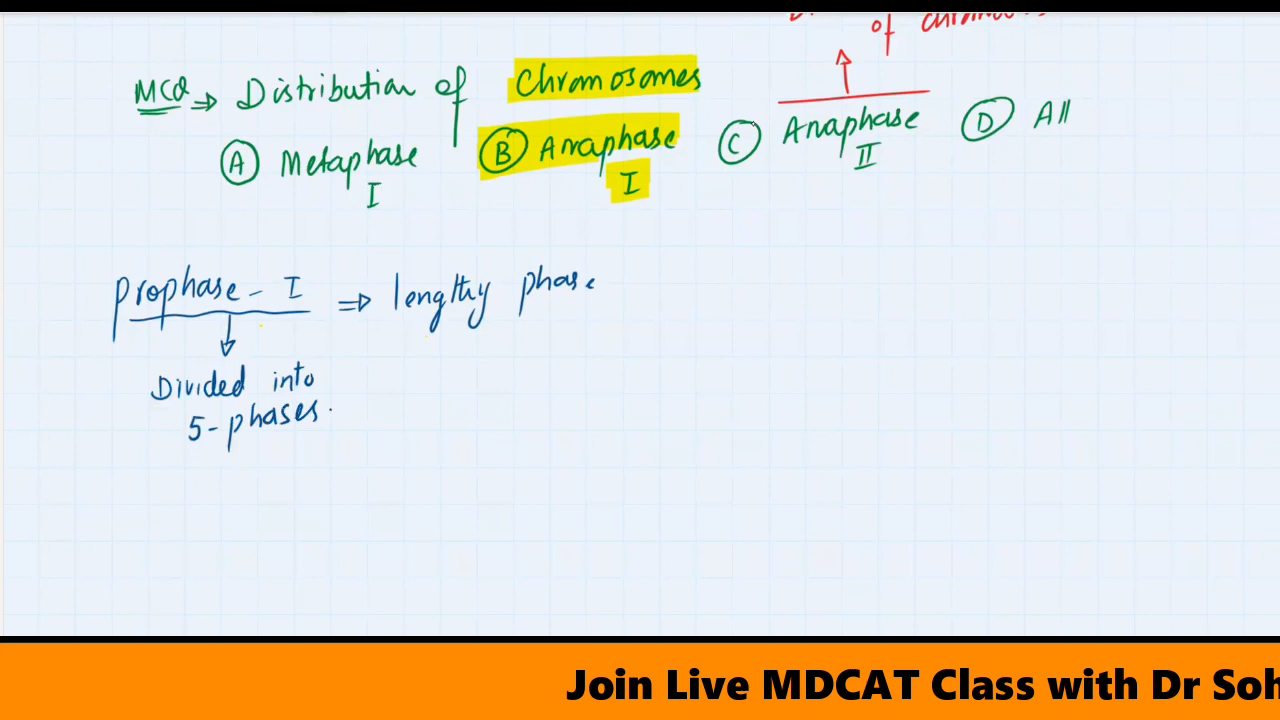 of
MCQ ⇒ Distribution of Chromosomes
(A) Metaphase I (B) Anaphase I (C) Anaphase II (D) All
Prophase - I ⇒ lengthy phase
Divided into
5-phases.
Join Live MDCAT Class with Dr Soh